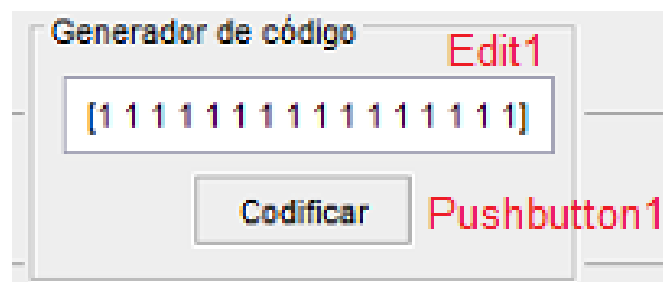 Generador de código
Edit1
[1 1 1 1 1 1 1 1 1 1 1 1 1 1 1 1]
Codificar
Pushbutton1